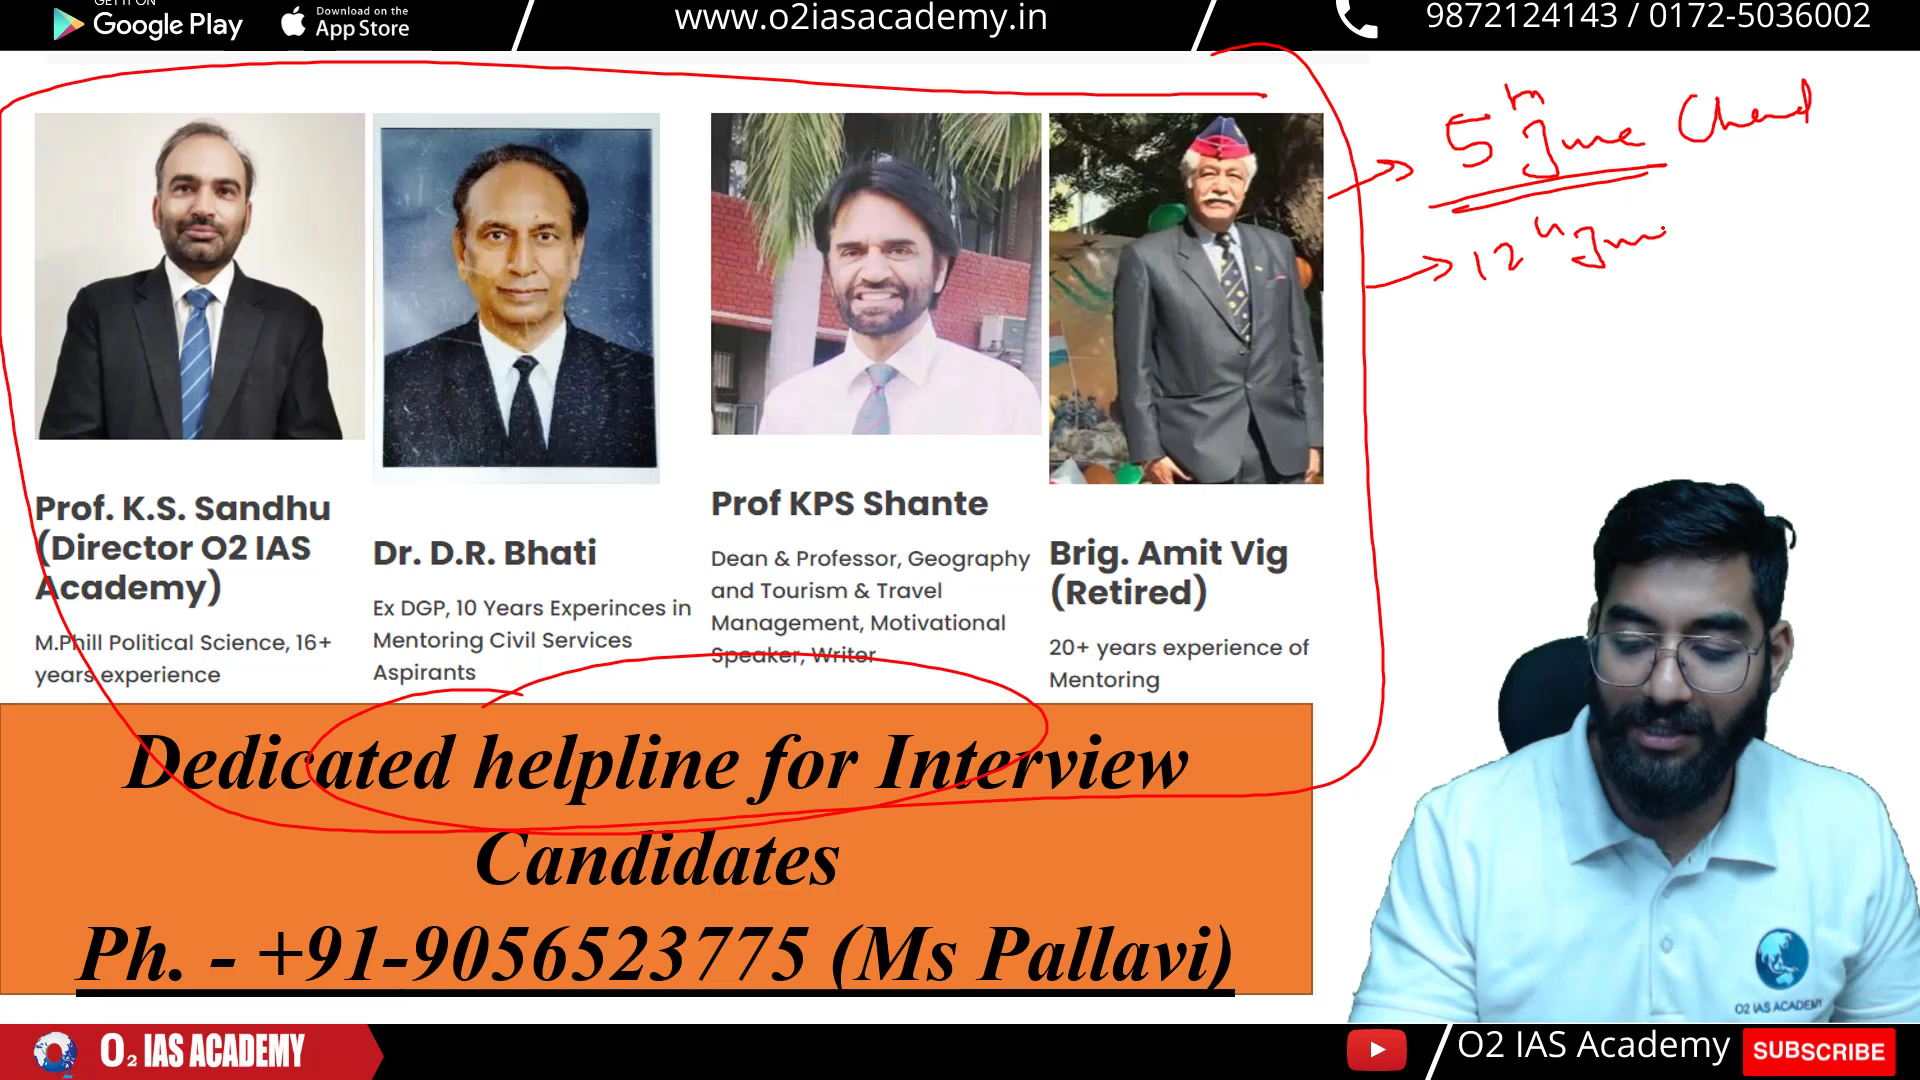 GET IT ON
Google Play
Download on the
App Store
www.o2iasacademy.in
9872124143 / 0172-5036002
5th June Chand
12th June
Prof. K.S. Sandhu
(Director O2 IAS
Academy)
M.Phill Political Science, 16+
years experience
Dr. D.R. Bhati
Ex DGP, 10 Years Experinces in
Mentoring Civil Services
Aspirants
Prof KPS Shante
Dean & Professor, Geography
and Tourism & Travel
Management, Motivational
Speaker, Writer
Brig. Amit Vig
(Retired)
20+ years experience of
Mentoring
Dedicated helpline for Interview
Candidates
Ph. - +91-9056523775 (Ms Pallavi)
O2 IAS ACADEMY
O2 IAS ACADEMY
O2 IAS Academy
SUBSCRIBE